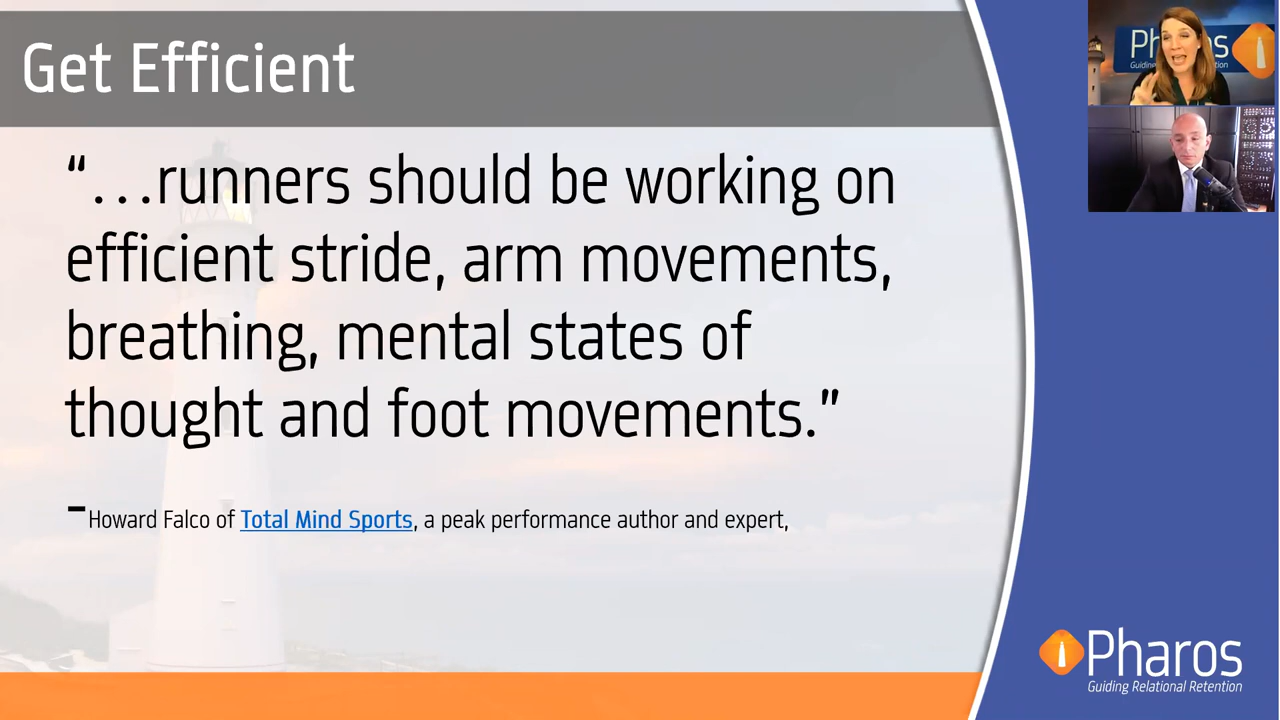 Get Efficient
“...runners should be working on
efficient stride, arm movements,
breathing, mental states of
thought and foot movements.”
-Howard Falco of Total Mind Sports, a peak performance author and expert,
Pharos
Guiding Relational Retention